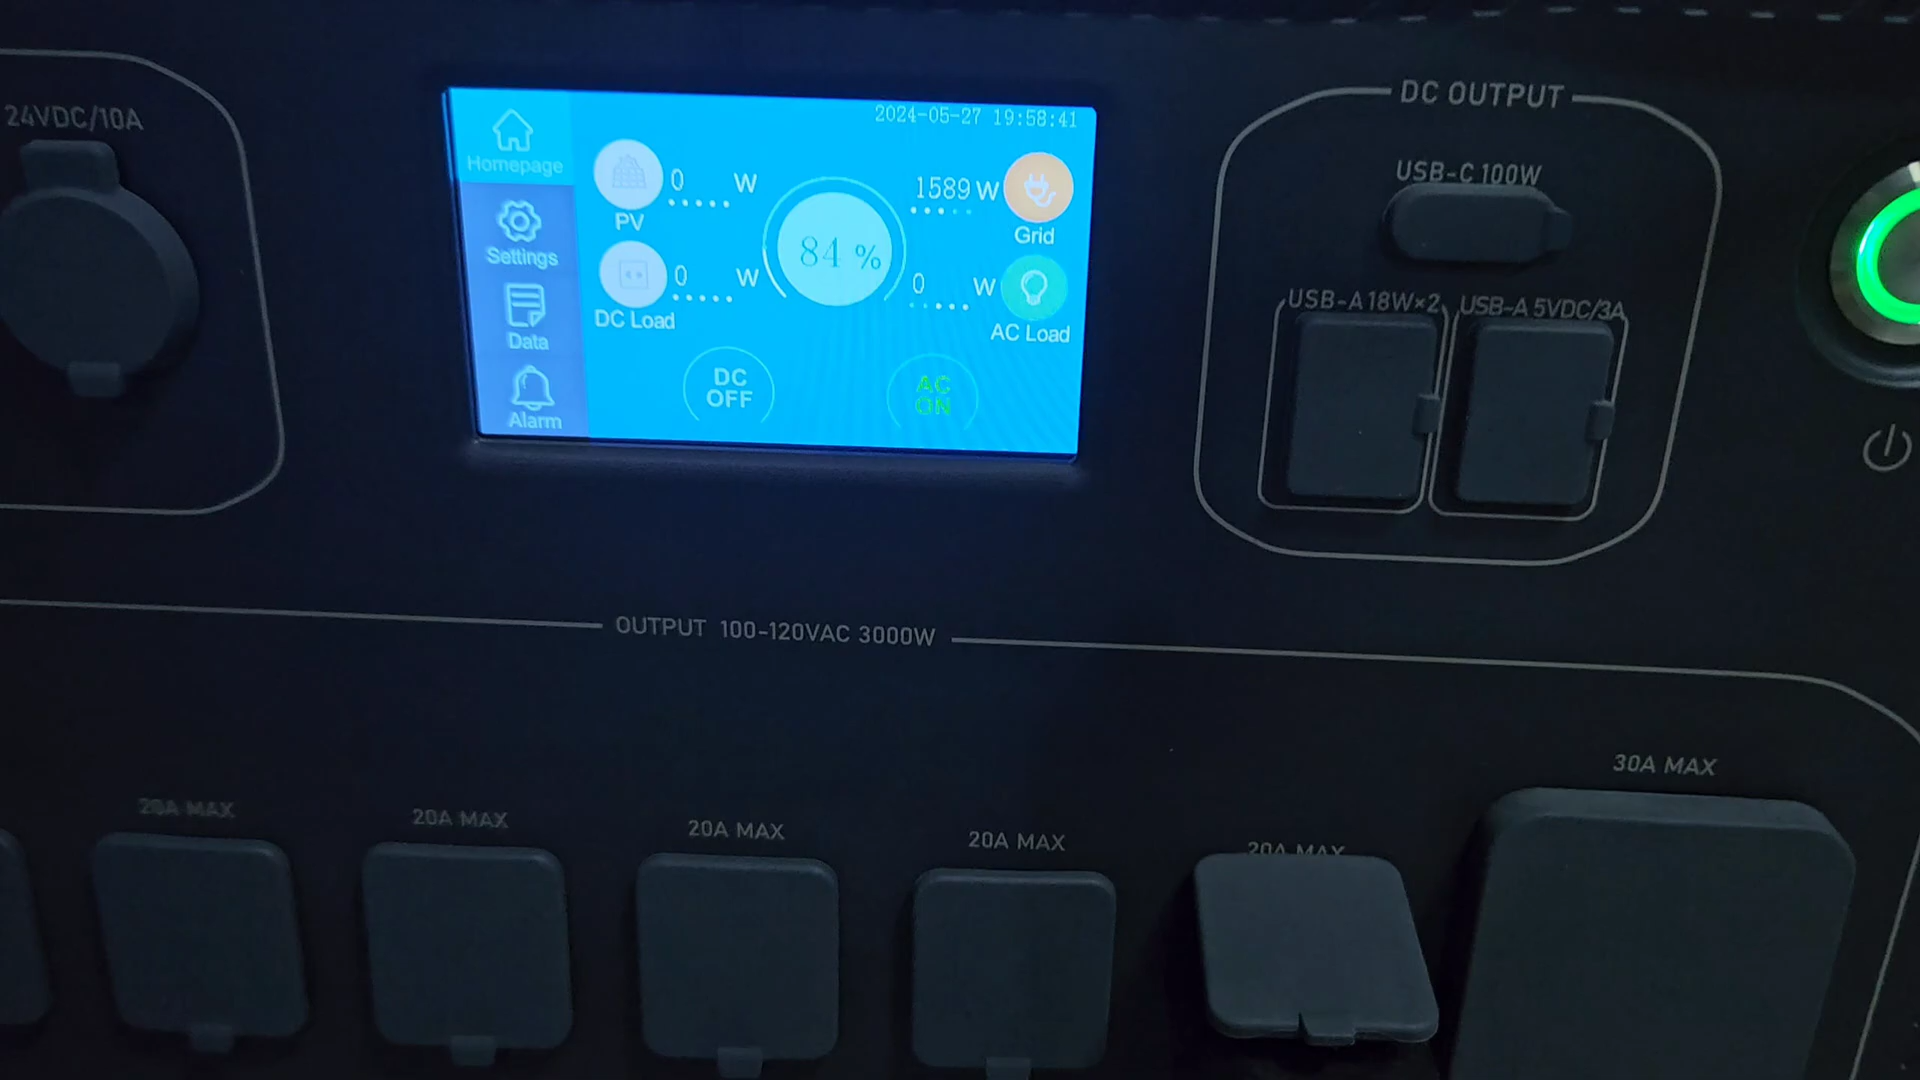 24VDC/10A
2024-05-27 19:58:41
Homepage
0 W
PV
1589 W
Grid
84 %
Settings
0 W
DC Load
0 W
AC Load
Data
DC
OFF
AC
ON
Alarm
DC OUTPUT
USB-C 100W
USB-A 18W×2
USB-A 5VDC/3A
OUTPUT 100-120VAC 3000W
20A MAX
20A MAX
20A MAX
20A MAX
20A MAX
30A MAX